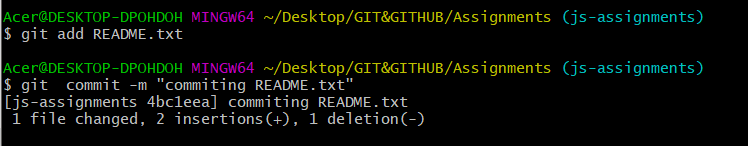 Acer@DESKTOP-DPOHDOH MINGW64 ~/Desktop/GIT&GITHUB/Assignments (js-assignments)
$ git add README.txt
Acer@DESKTOP-DPOHDOH MINGW64 ~/Desktop/GIT&GITHUB/Assignments (js-assignments)
$ git  commit -m "commiting README.txt"
[js-assignments 4bc1eea] commiting README.txt
 1 file changed, 2 insertions(+), 1 deletion(-)